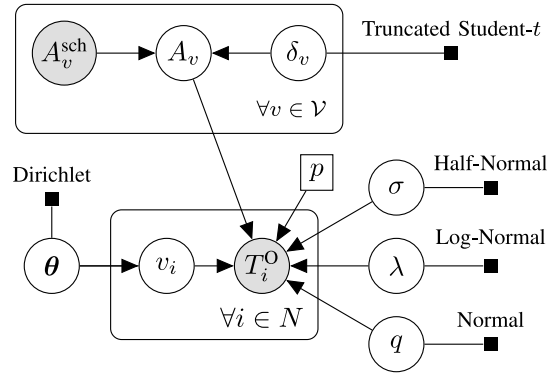 Truncated Student-t
A_v^sch A_v δ_v
∀v ∈ 𝒱
Dirichlet
p
Half-Normal
σ
Log-Normal
θ v_i T_i^O λ
∀i ∈ N
Normal
q